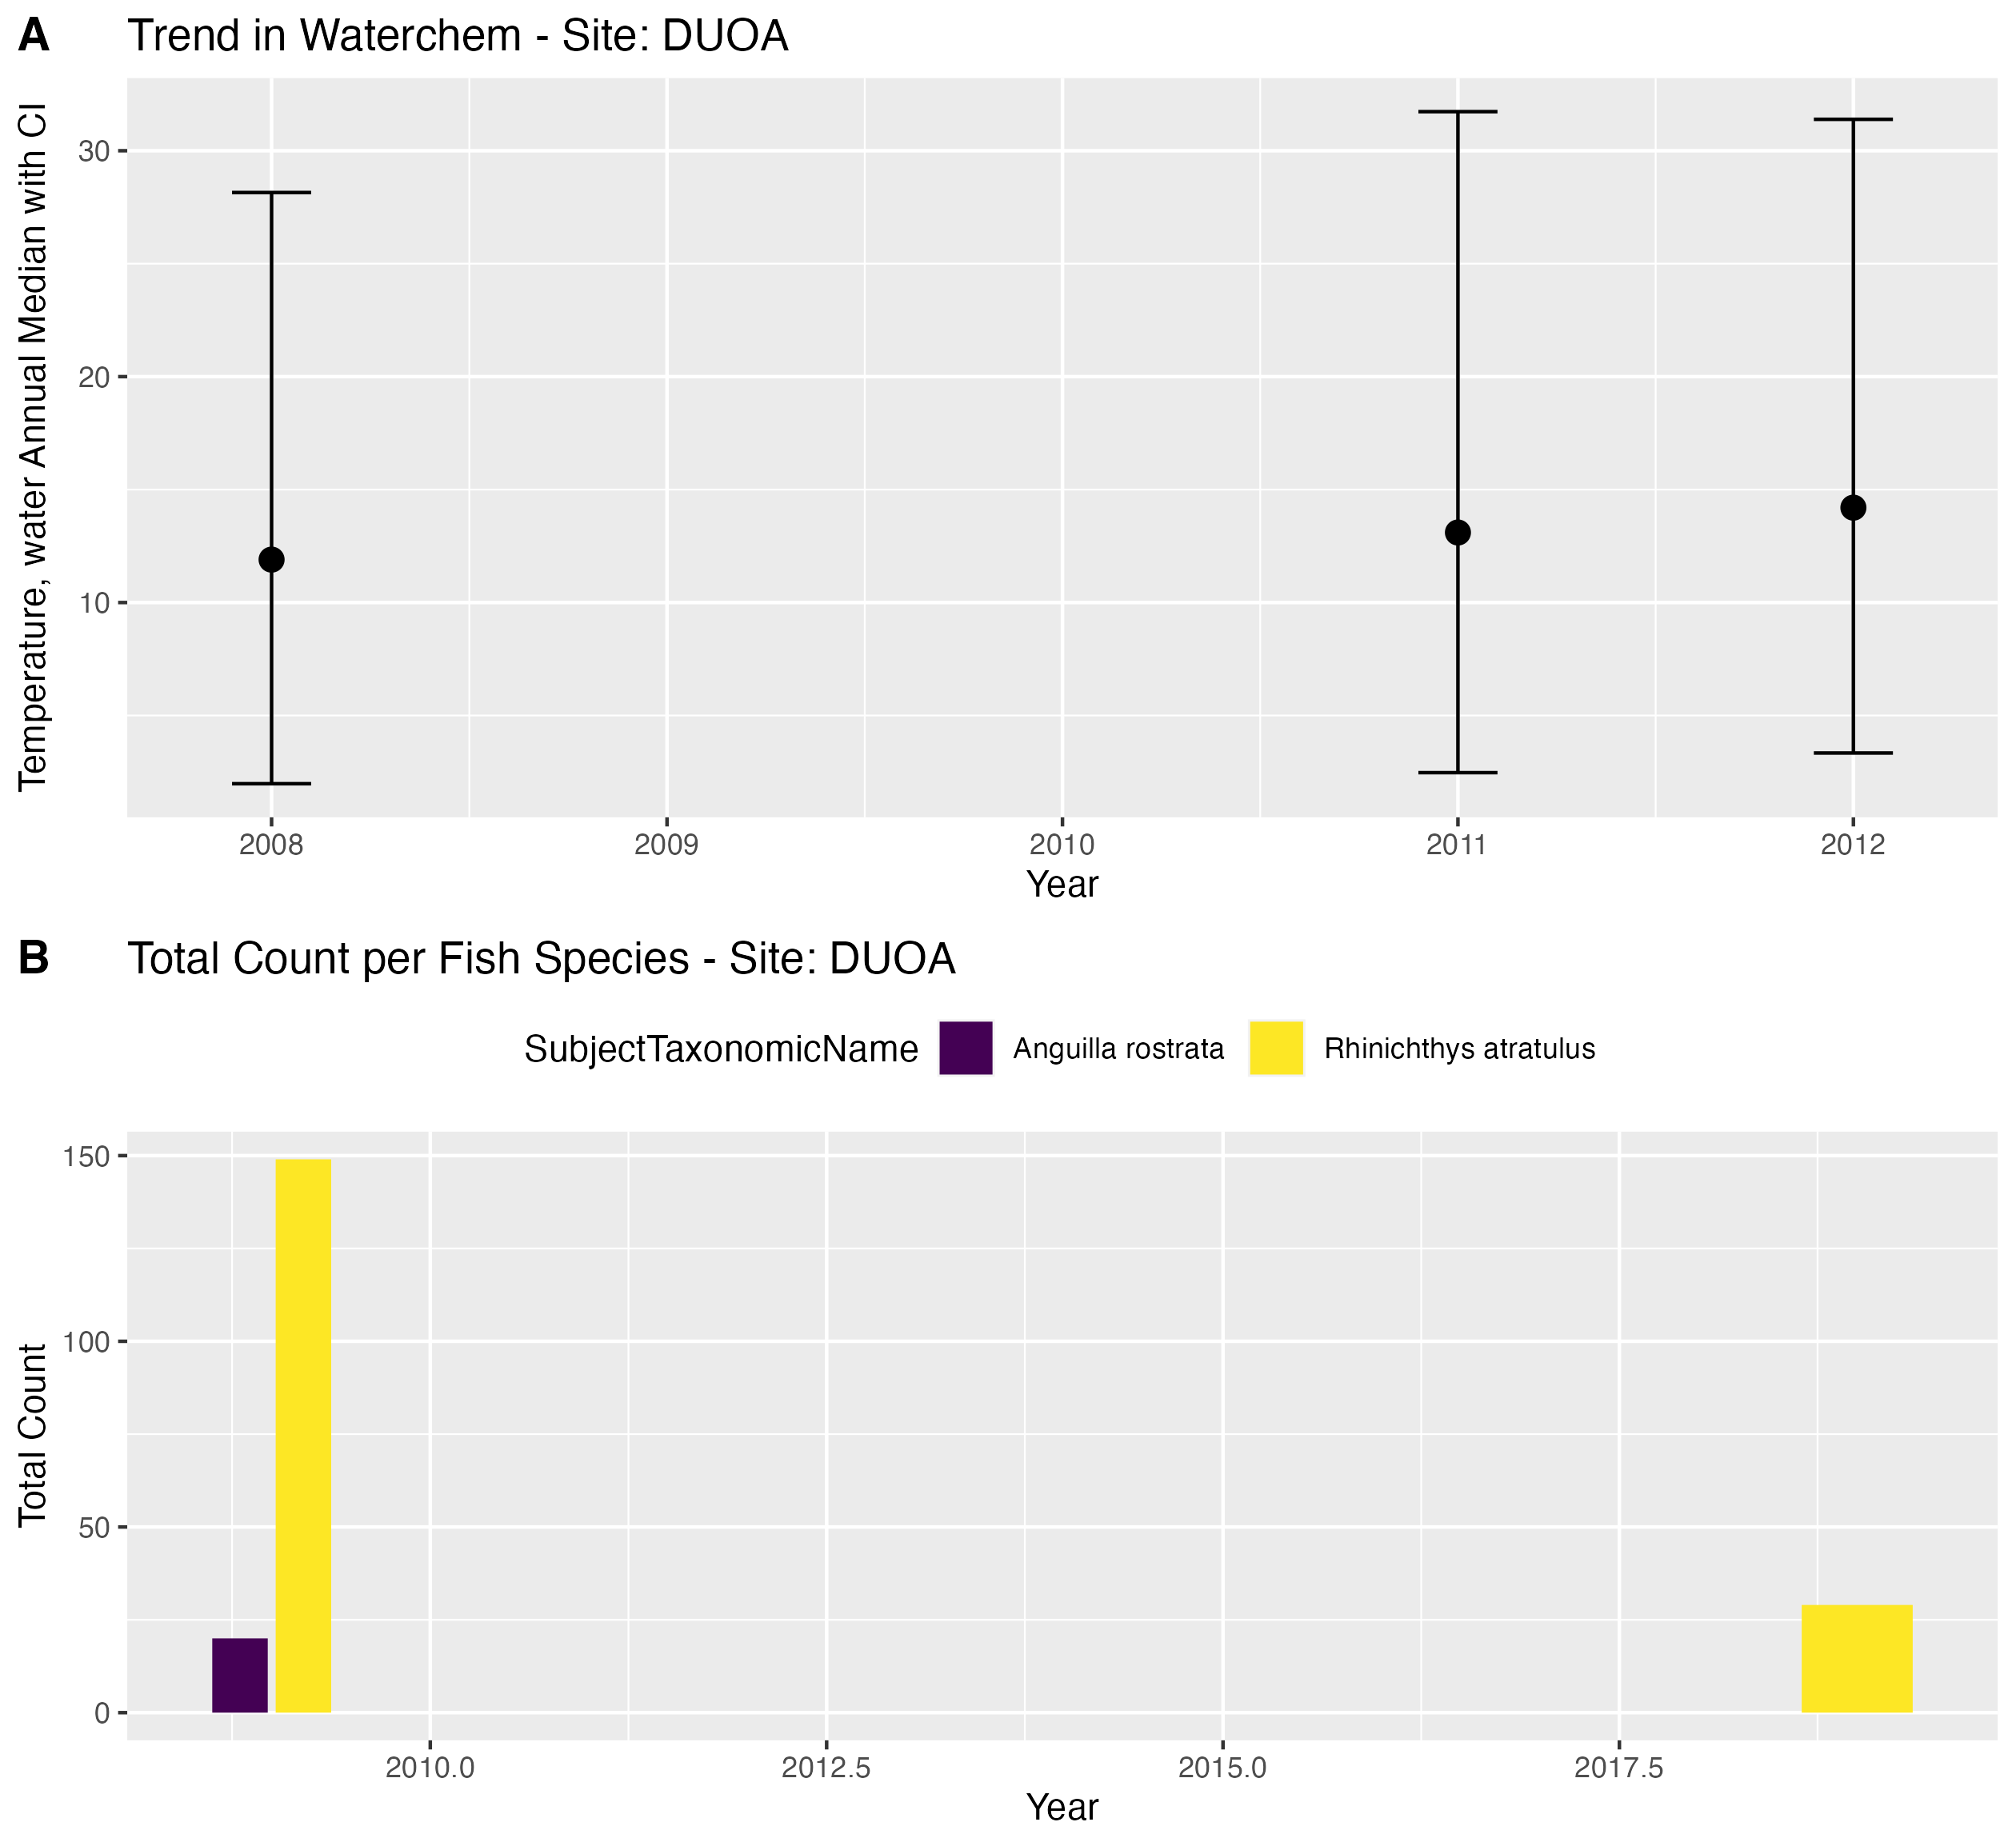 A Trend in Waterchem - Site: DUOA
Temperature, water Annual Median with CI
30
20
10
2008 2009 2010 2011 2012
Year
B Total Count per Fish Species - Site: DUOA
SubjectTaxonomicName Anguilla rostrata Rhinichthys atratulus
Total Count
150
100
50
0
2010.0 2012.5 2015.0 2017.5
Year